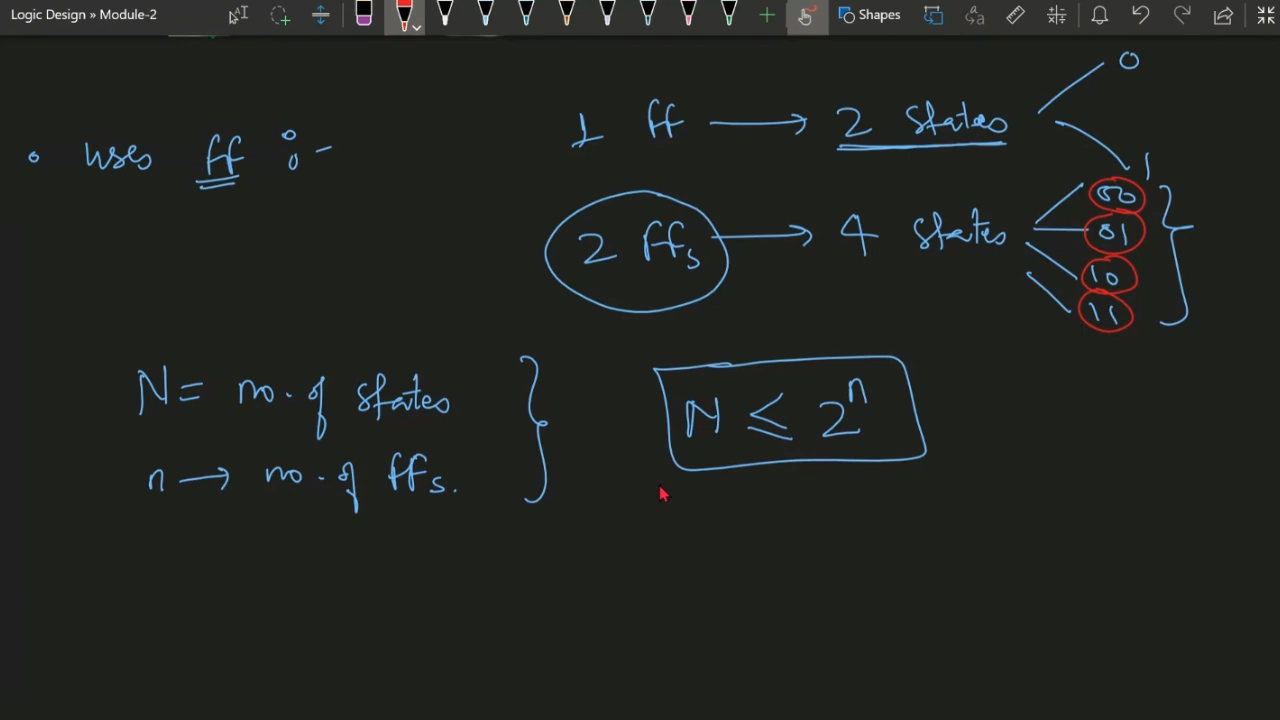 Logic Design » Module-2
Shapes
• uses ff :-
1 ff → 2 states
0
1
2 ffs → 4 states
00
01
10
11
N = no. of states
n → no. of ffs.
N ≤ 2ⁿ